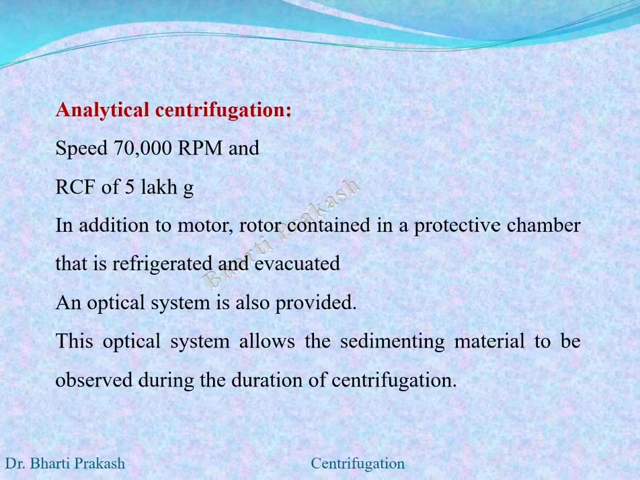 Analytical centrifugation:
Speed 70,000 RPM and
RCF of 5 lakh g
In addition to motor, rotor contained in a protective chamber
that is refrigerated and evacuated
An optical system is also provided.
This optical system allows the sedimenting material to be
observed during the duration of centrifugation.
Bharti Prakash
Dr. Bharti Prakash
Centrifugation